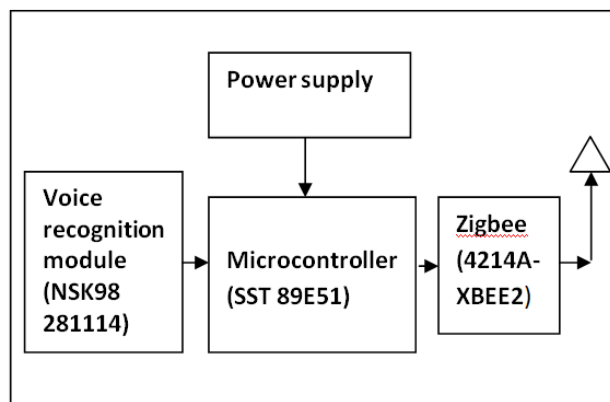 Power supply
Voice
recognition
module
(NSK98
281114)
Microcontroller
(SST 89E51)
Zigbee
(4214A-
XBEE2)